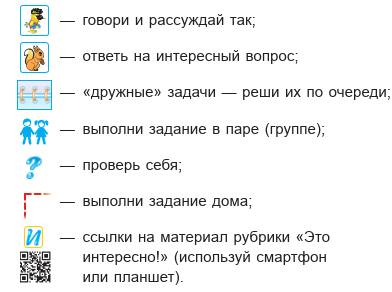 — говори и рассуждай так;
— ответь на интересный вопрос;
— «дружные» задачи — реши их по очереди;
— выполни задание в паре (группе);
? — проверь себя;
— выполни задание дома;
И — ссылки на материал рубрики «Это
интересно!» (используй смартфон
или планшет).